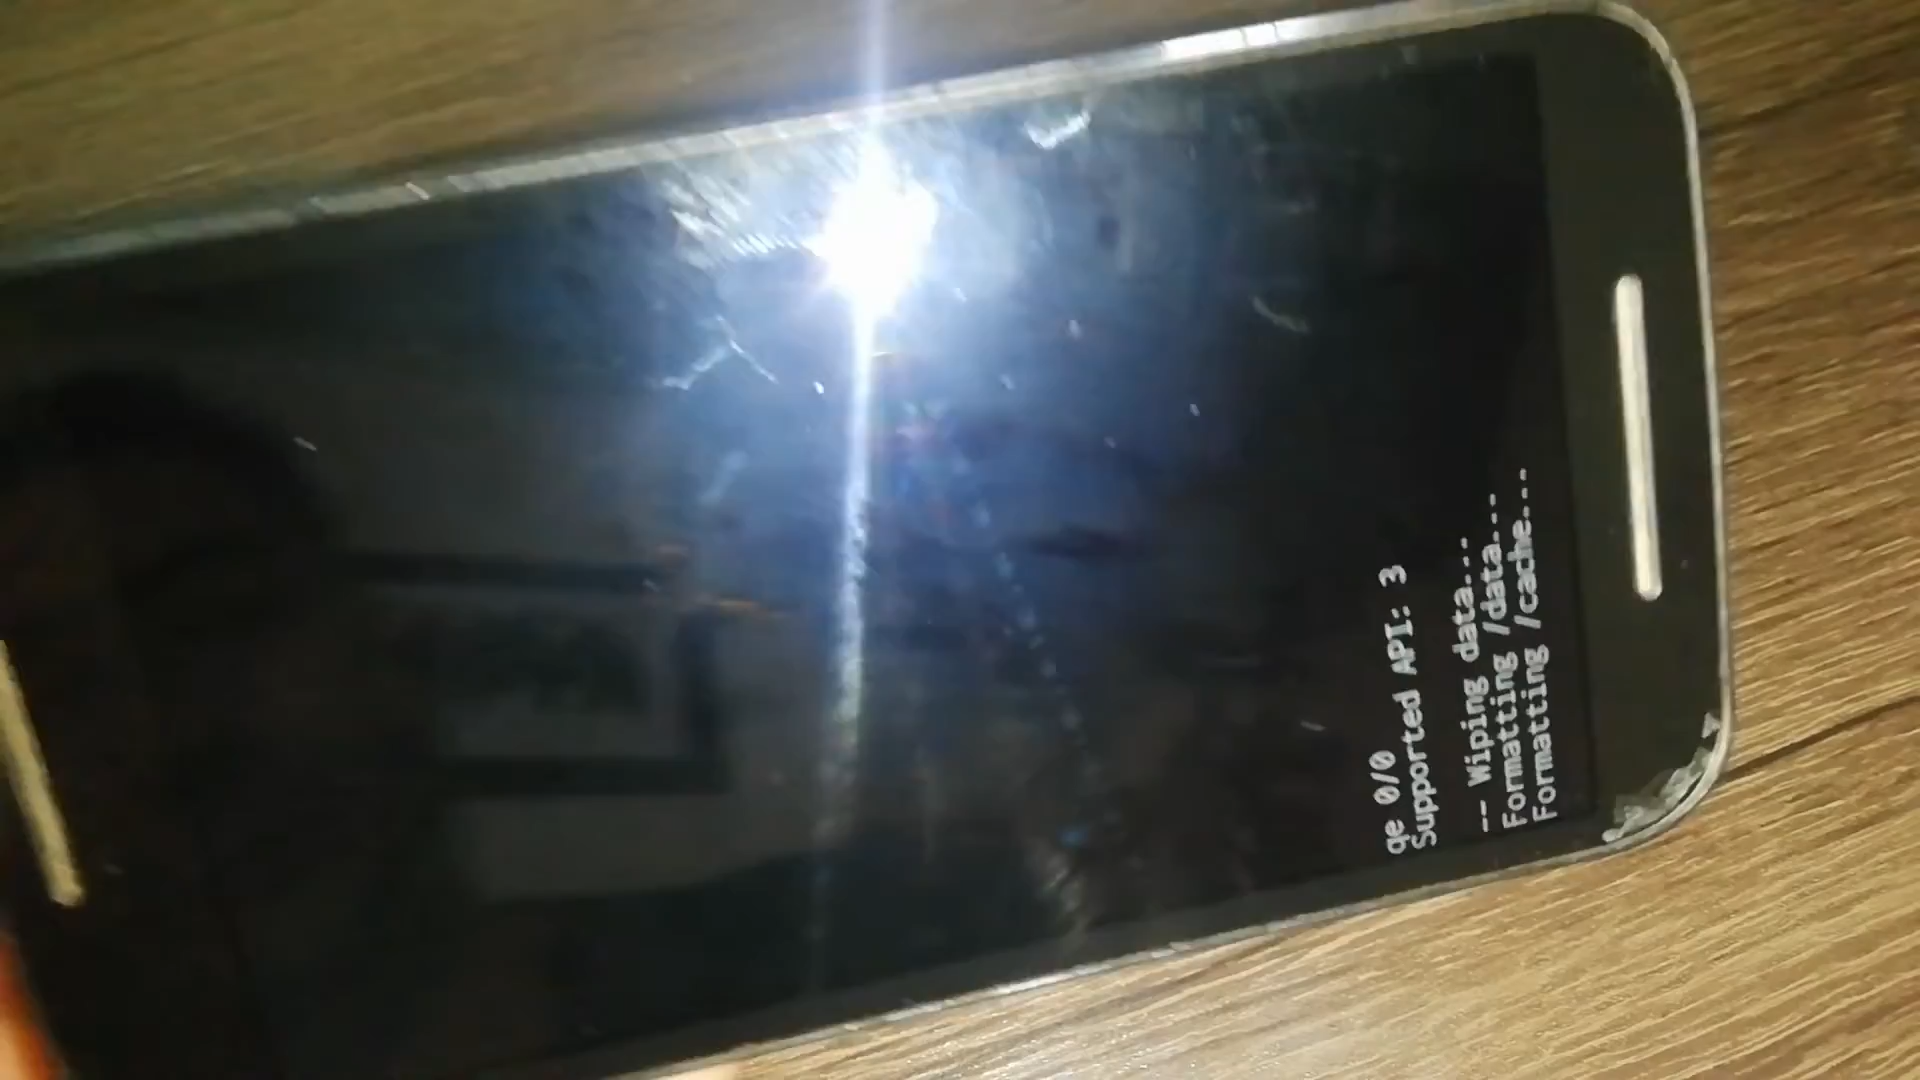 qe 0/0
Supported API: 3
-- Wiping data...
Formatting /data...
Formatting /cache...